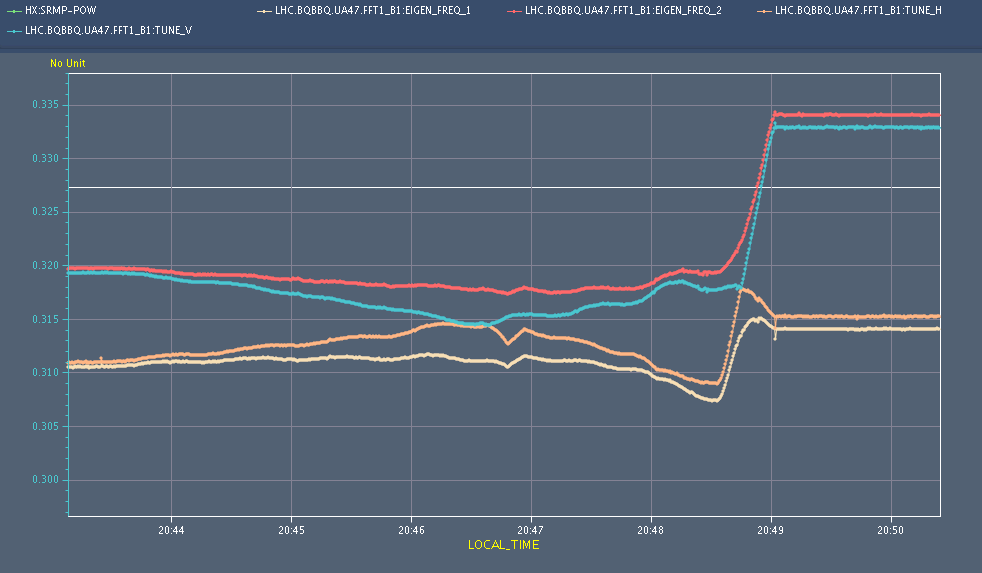 HX:SRMP-POW LHC.BQBBQ.UA47.FFT1_B1:EIGEN_FREQ_1 LHC.BQBBQ.UA47.FFT1_B1:EIGEN_FREQ_2 LHC.BQBBQ.UA47.FFT1_B1:TUNE_H
LHC.BQBBQ.UA47.FFT1_B1:TUNE_V
No Unit
0.335
0.330
0.325
0.320
0.315
0.310
0.305
0.300
20:44 20:45 20:46 20:47 20:48 20:49 20:50
LOCAL_TIME